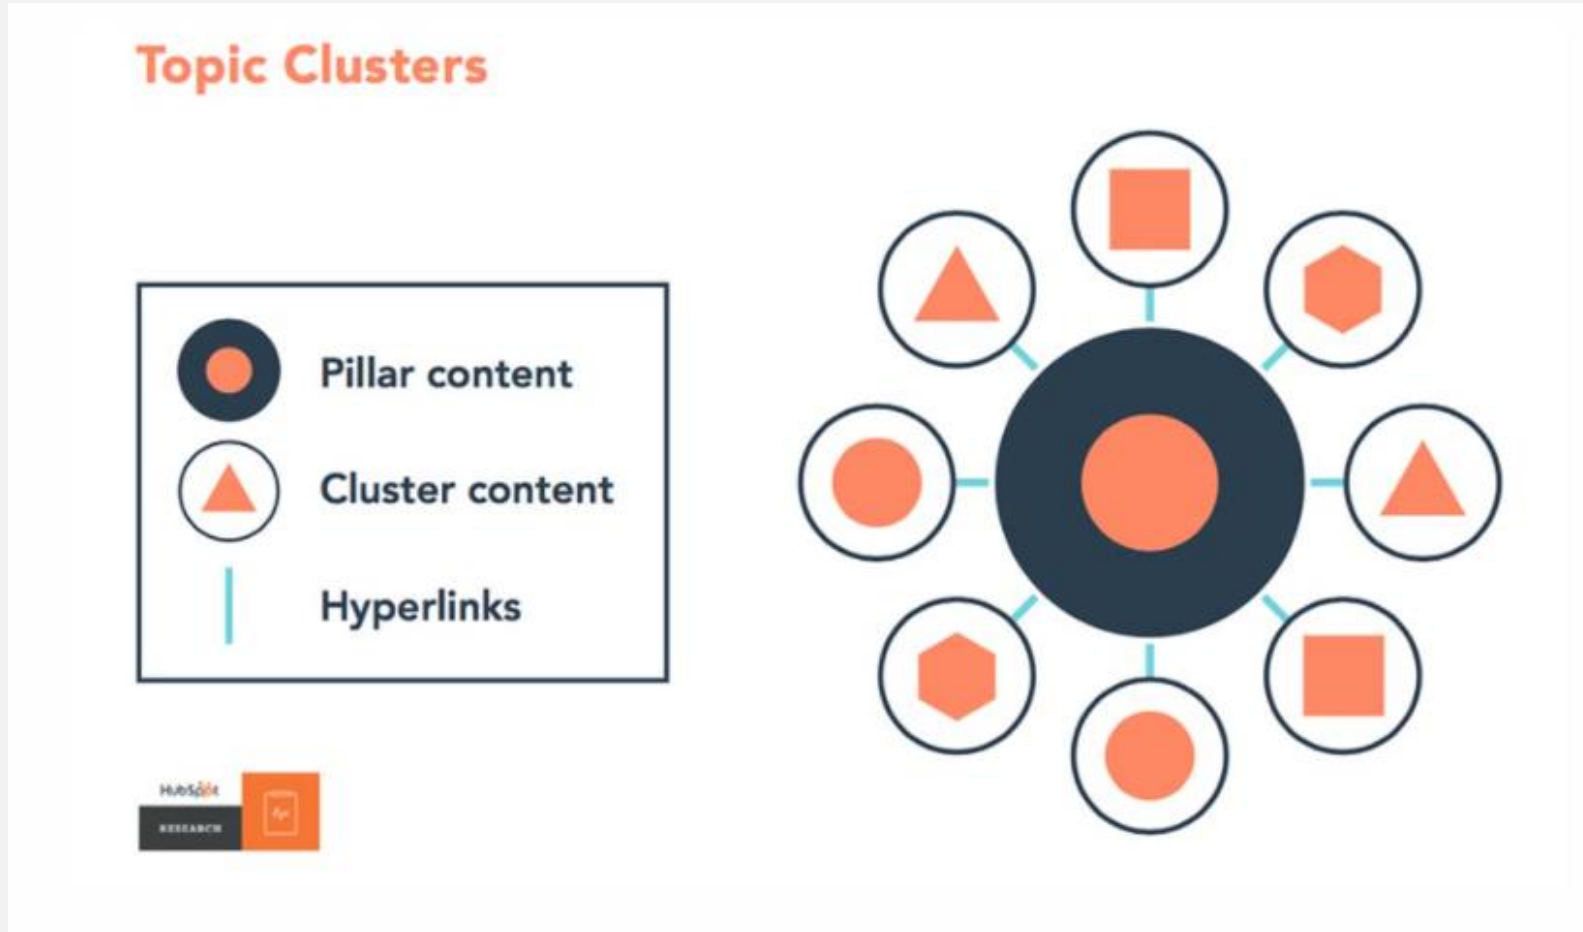 Topic Clusters
Pillar content
Cluster content
Hyperlinks
HubSpot
RESEARCH